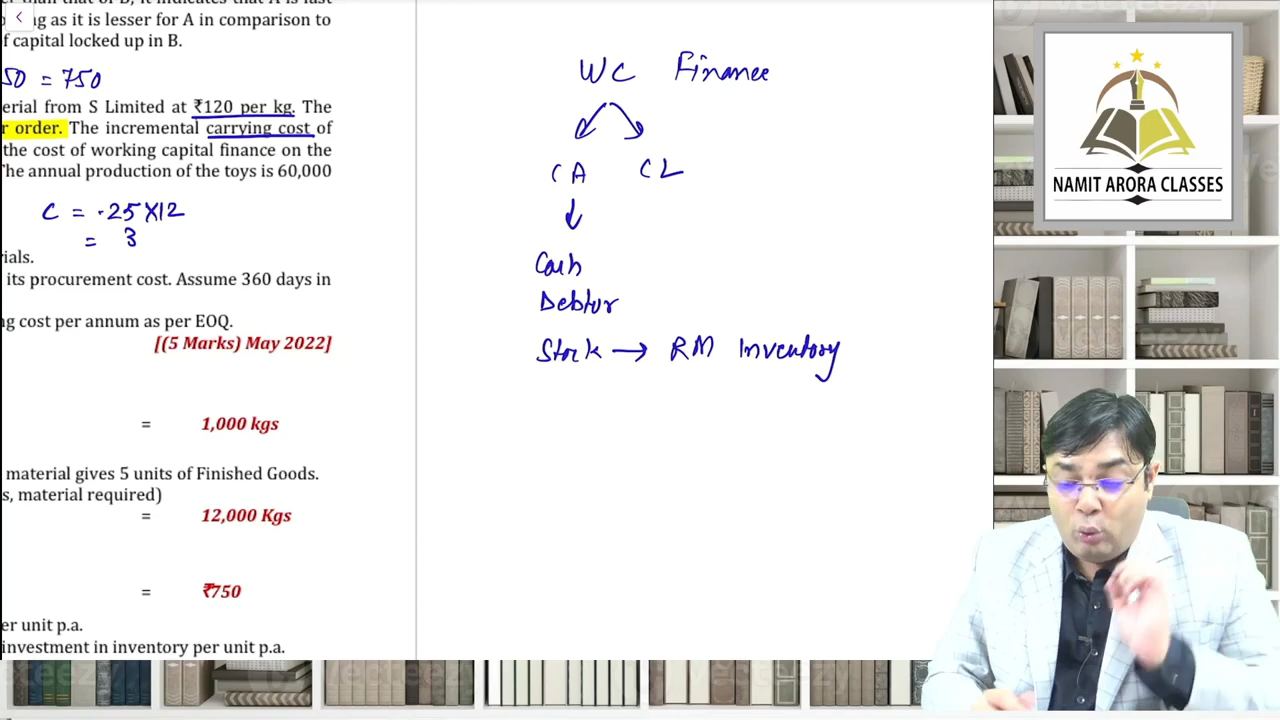 er than that of B, it indicates that A is fast
ng as it is lesser for A in comparison to
f capital locked up in B.
50 = 750
erial from S Limited at ₹120 per kg. The
r order. The incremental carrying cost of
the cost of working capital finance on the
The annual production of the toys is 60,000
C = .25 X 12
= 3
rials.
its procurement cost. Assume 360 days in
ng cost per annum as per EOQ.
[(5 Marks) May 2022]
= 1,000 kgs
material gives 5 units of Finished Goods.
s, material required)
= 12,000 Kgs
= ₹750
er unit p.a.
investment in inventory per unit p.a.
WC Finance
CA CL
Cash
Debtor
Stock → RM Inventory
NAMIT ARORA CLASSES
Vecteezy